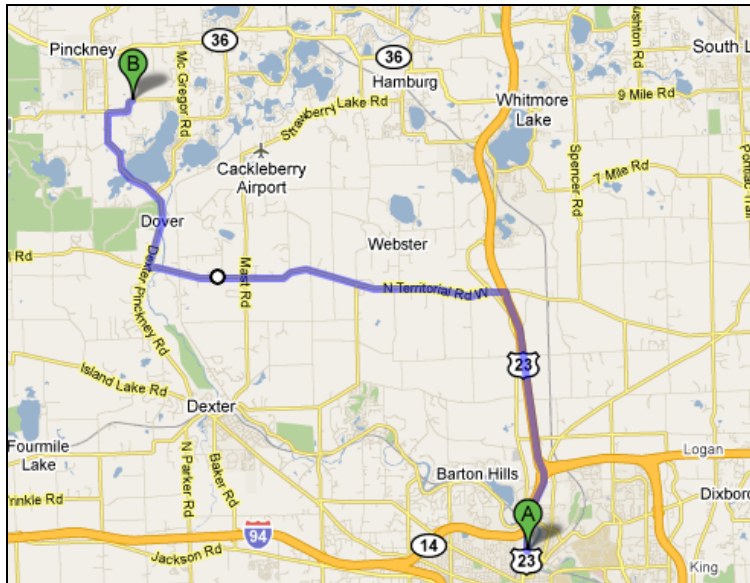 Pinckney
B
Mc Gregor Rd
36
36
Hamburg
Strawberry Lake Rd
Whitmore
Lake
9 Mile Rd
South L
Cackleberry
Airport
Spencer Rd
7 Mile Rd
Dover
Webster
Rd
Dexter Pinckney Rd
Mast Rd
N Territorial Rd W
23
Island Lake Rd
Dexter
Fourmile
Lake
N Parker Rd
Baker Rd
Barton Hills
Logan
Dixbor
A
94
Jackson Rd
14
23
King